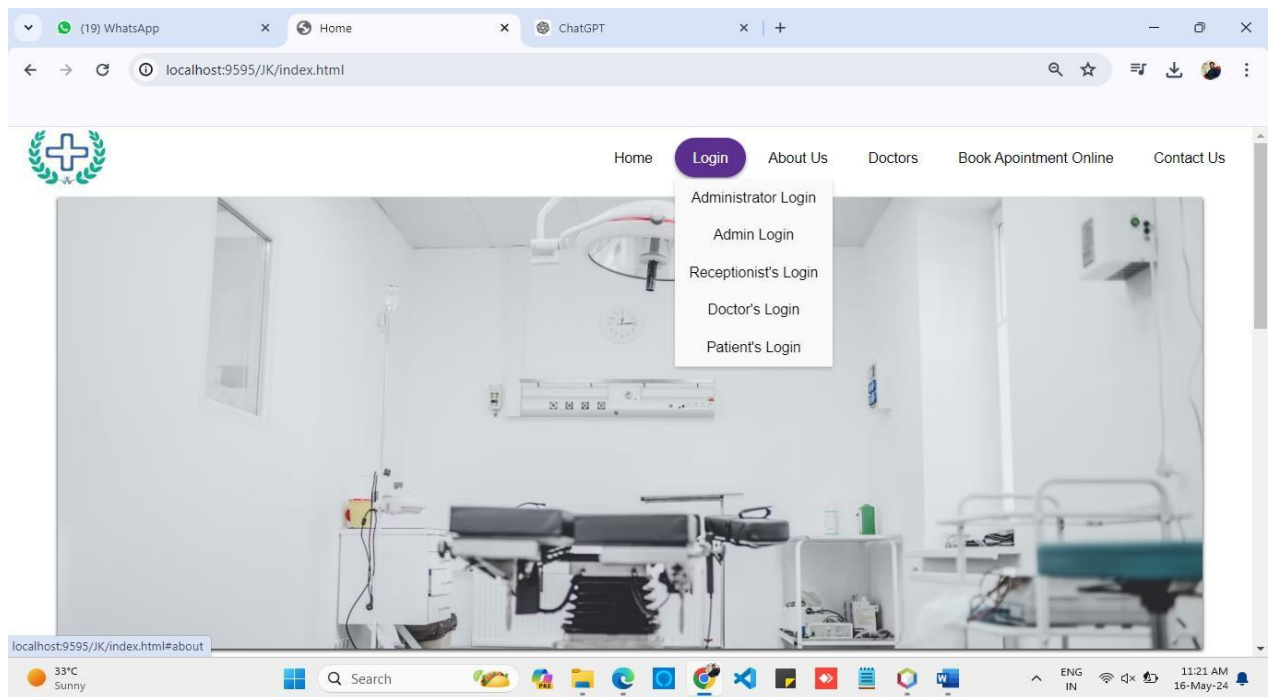 (19) WhatsApp
Home
ChatGPT
localhost:9595/JK/index.html
Home Login About Us Doctors Book Apointment Online Contact Us
Administrator Login
Admin Login
Receptionist's Login
Doctor's Login
Patient's Login
localhost:9595/JK/index.html#about
33°C
Sunny
Search
PRE
ENG
IN
11:21 AM
16-May-24